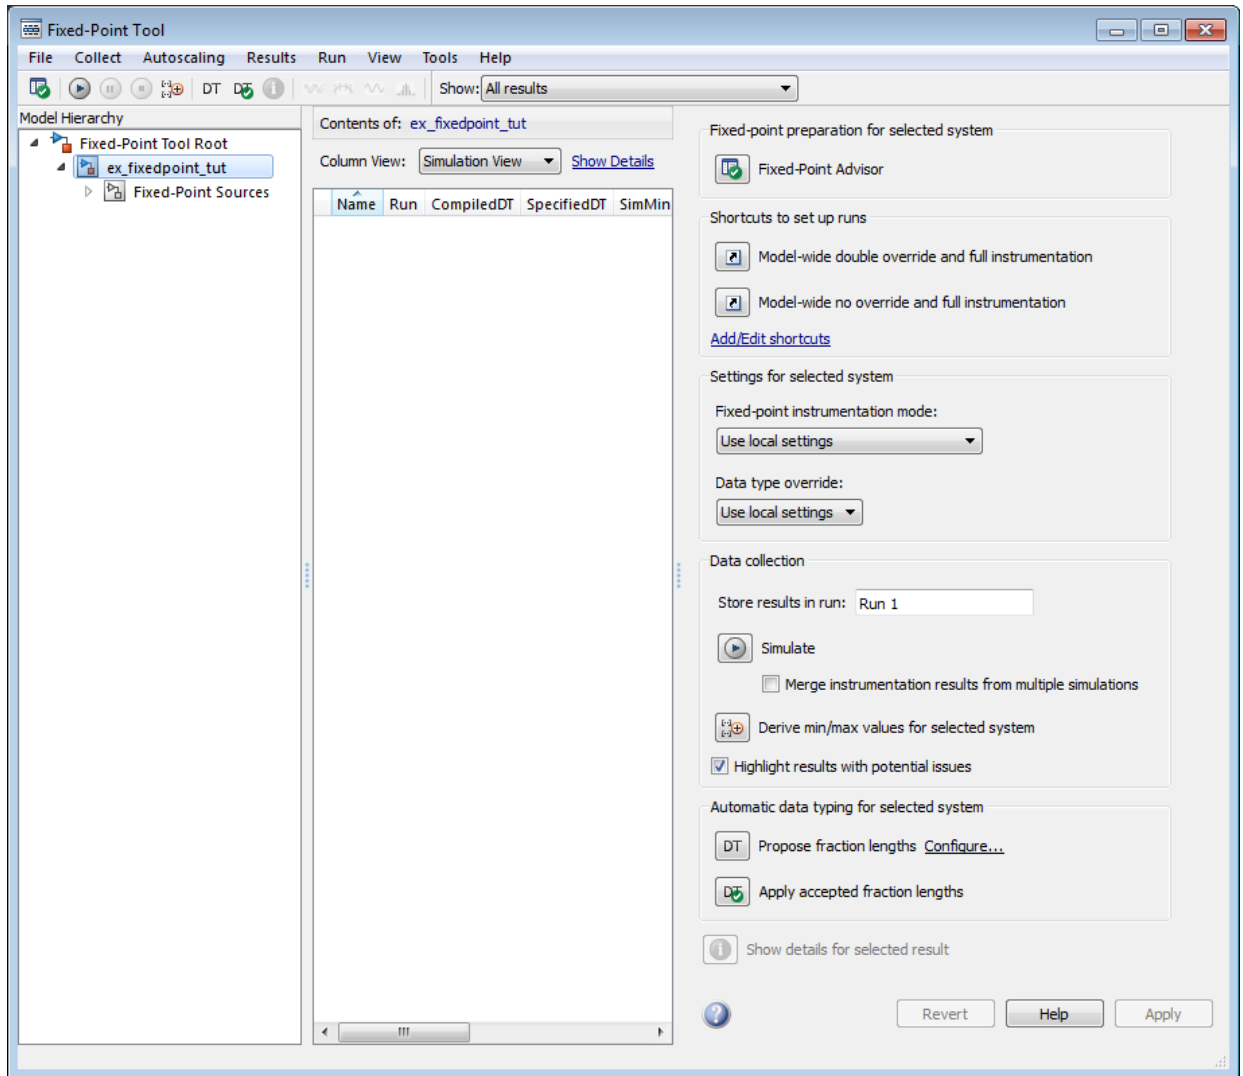 Fixed-Point Tool
File Collect Autoscaling Results Run View Tools Help
DT DT Show: All results
Model Hierarchy
Fixed-Point Tool Root
ex_fixedpoint_tut
Fixed-Point Sources
Contents of: ex_fixedpoint_tut
Column View: Simulation View Show Details
Name Run CompiledDT SpecifiedDT SimMin
Fixed-point preparation for selected system
Fixed-Point Advisor
Shortcuts to set up runs
Model-wide double override and full instrumentation
Model-wide no override and full instrumentation
Add/Edit shortcuts
Settings for selected system
Fixed-point instrumentation mode:
Use local settings
Data type override:
Use local settings
Data collection
Store results in run: Run 1
Simulate
Merge instrumentation results from multiple simulations
Derive min/max values for selected system
Highlight results with potential issues
Automatic data typing for selected system
DT Propose fraction lengths Configure...
DT Apply accepted fraction lengths
Show details for selected result
Revert Help Apply